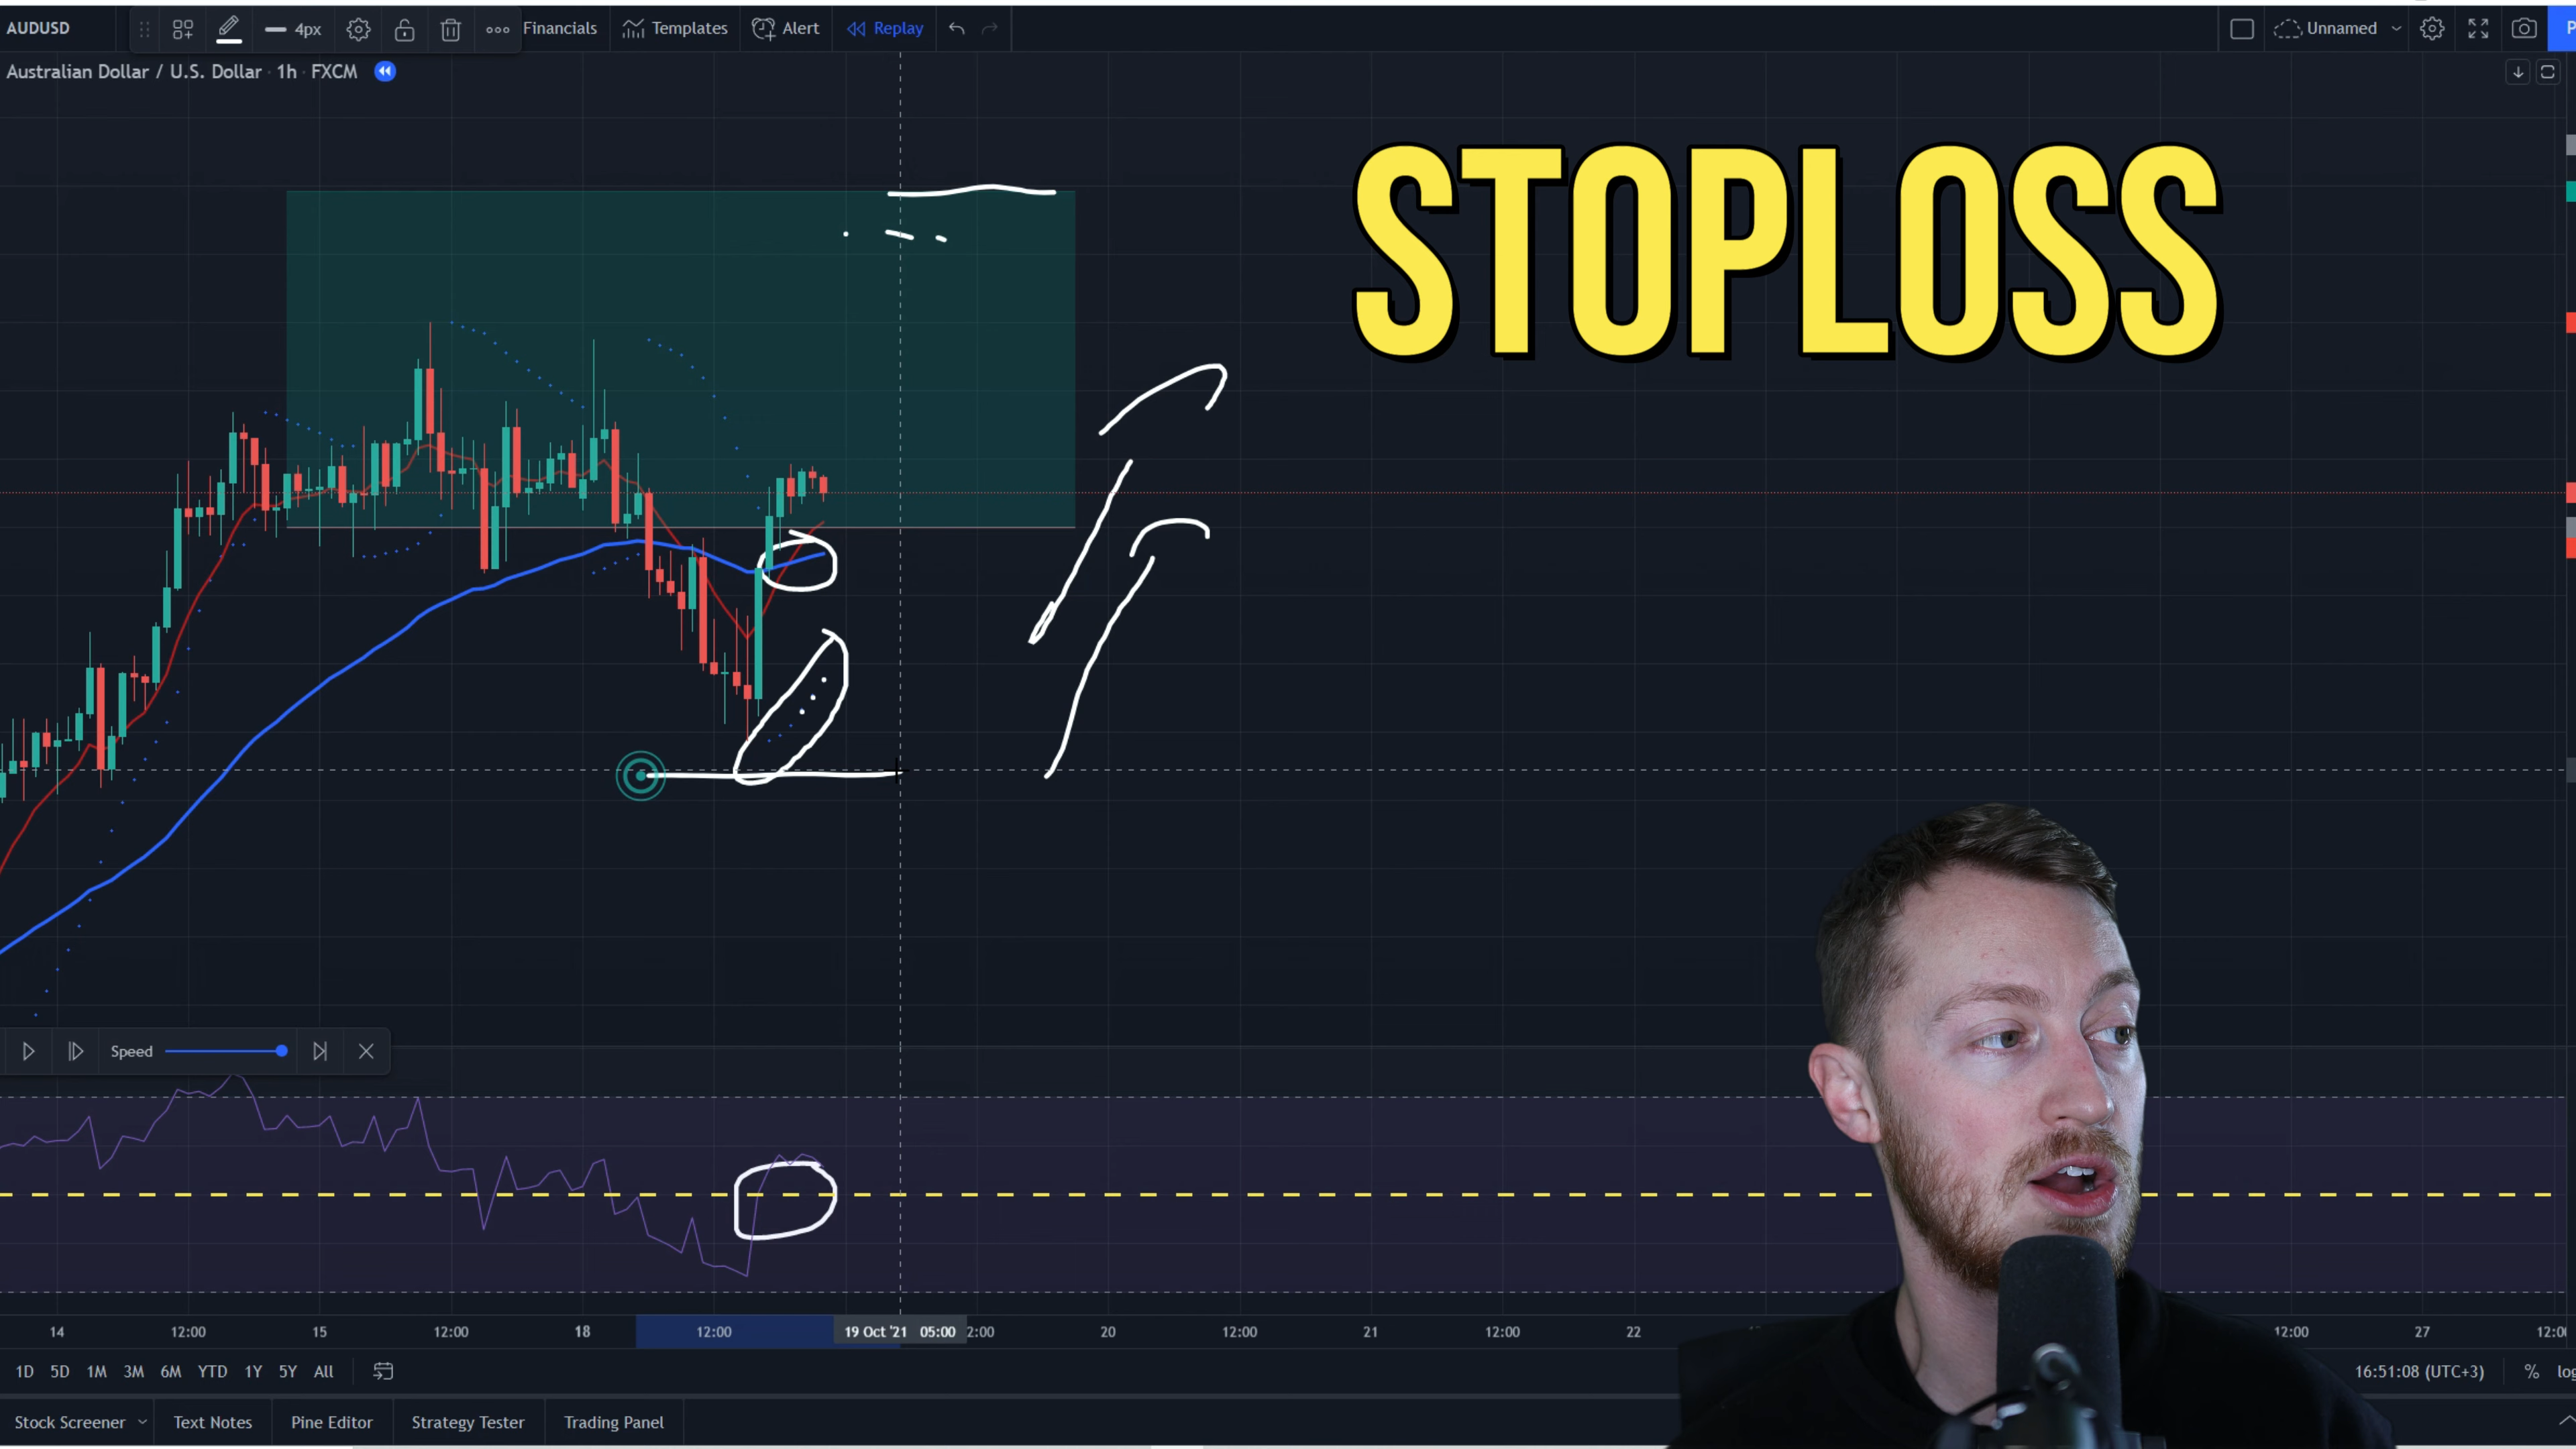 AUDUSD 4px Financials Templates Alert Replay Unnamed
Australian Dollar / U.S. Dollar · 1h · FXCM
STOPLOSS
Speed
14 12:00 15 12:00 18 12:00 19 Oct '21 05:00 2:00 20 12:00 21 12:00 22 12:00 27
1D 5D 1M 3M 6M YTD 1Y 5Y All 16:51:08 (UTC+3) %
Stock Screener Text Notes Pine Editor Strategy Tester Trading Panel